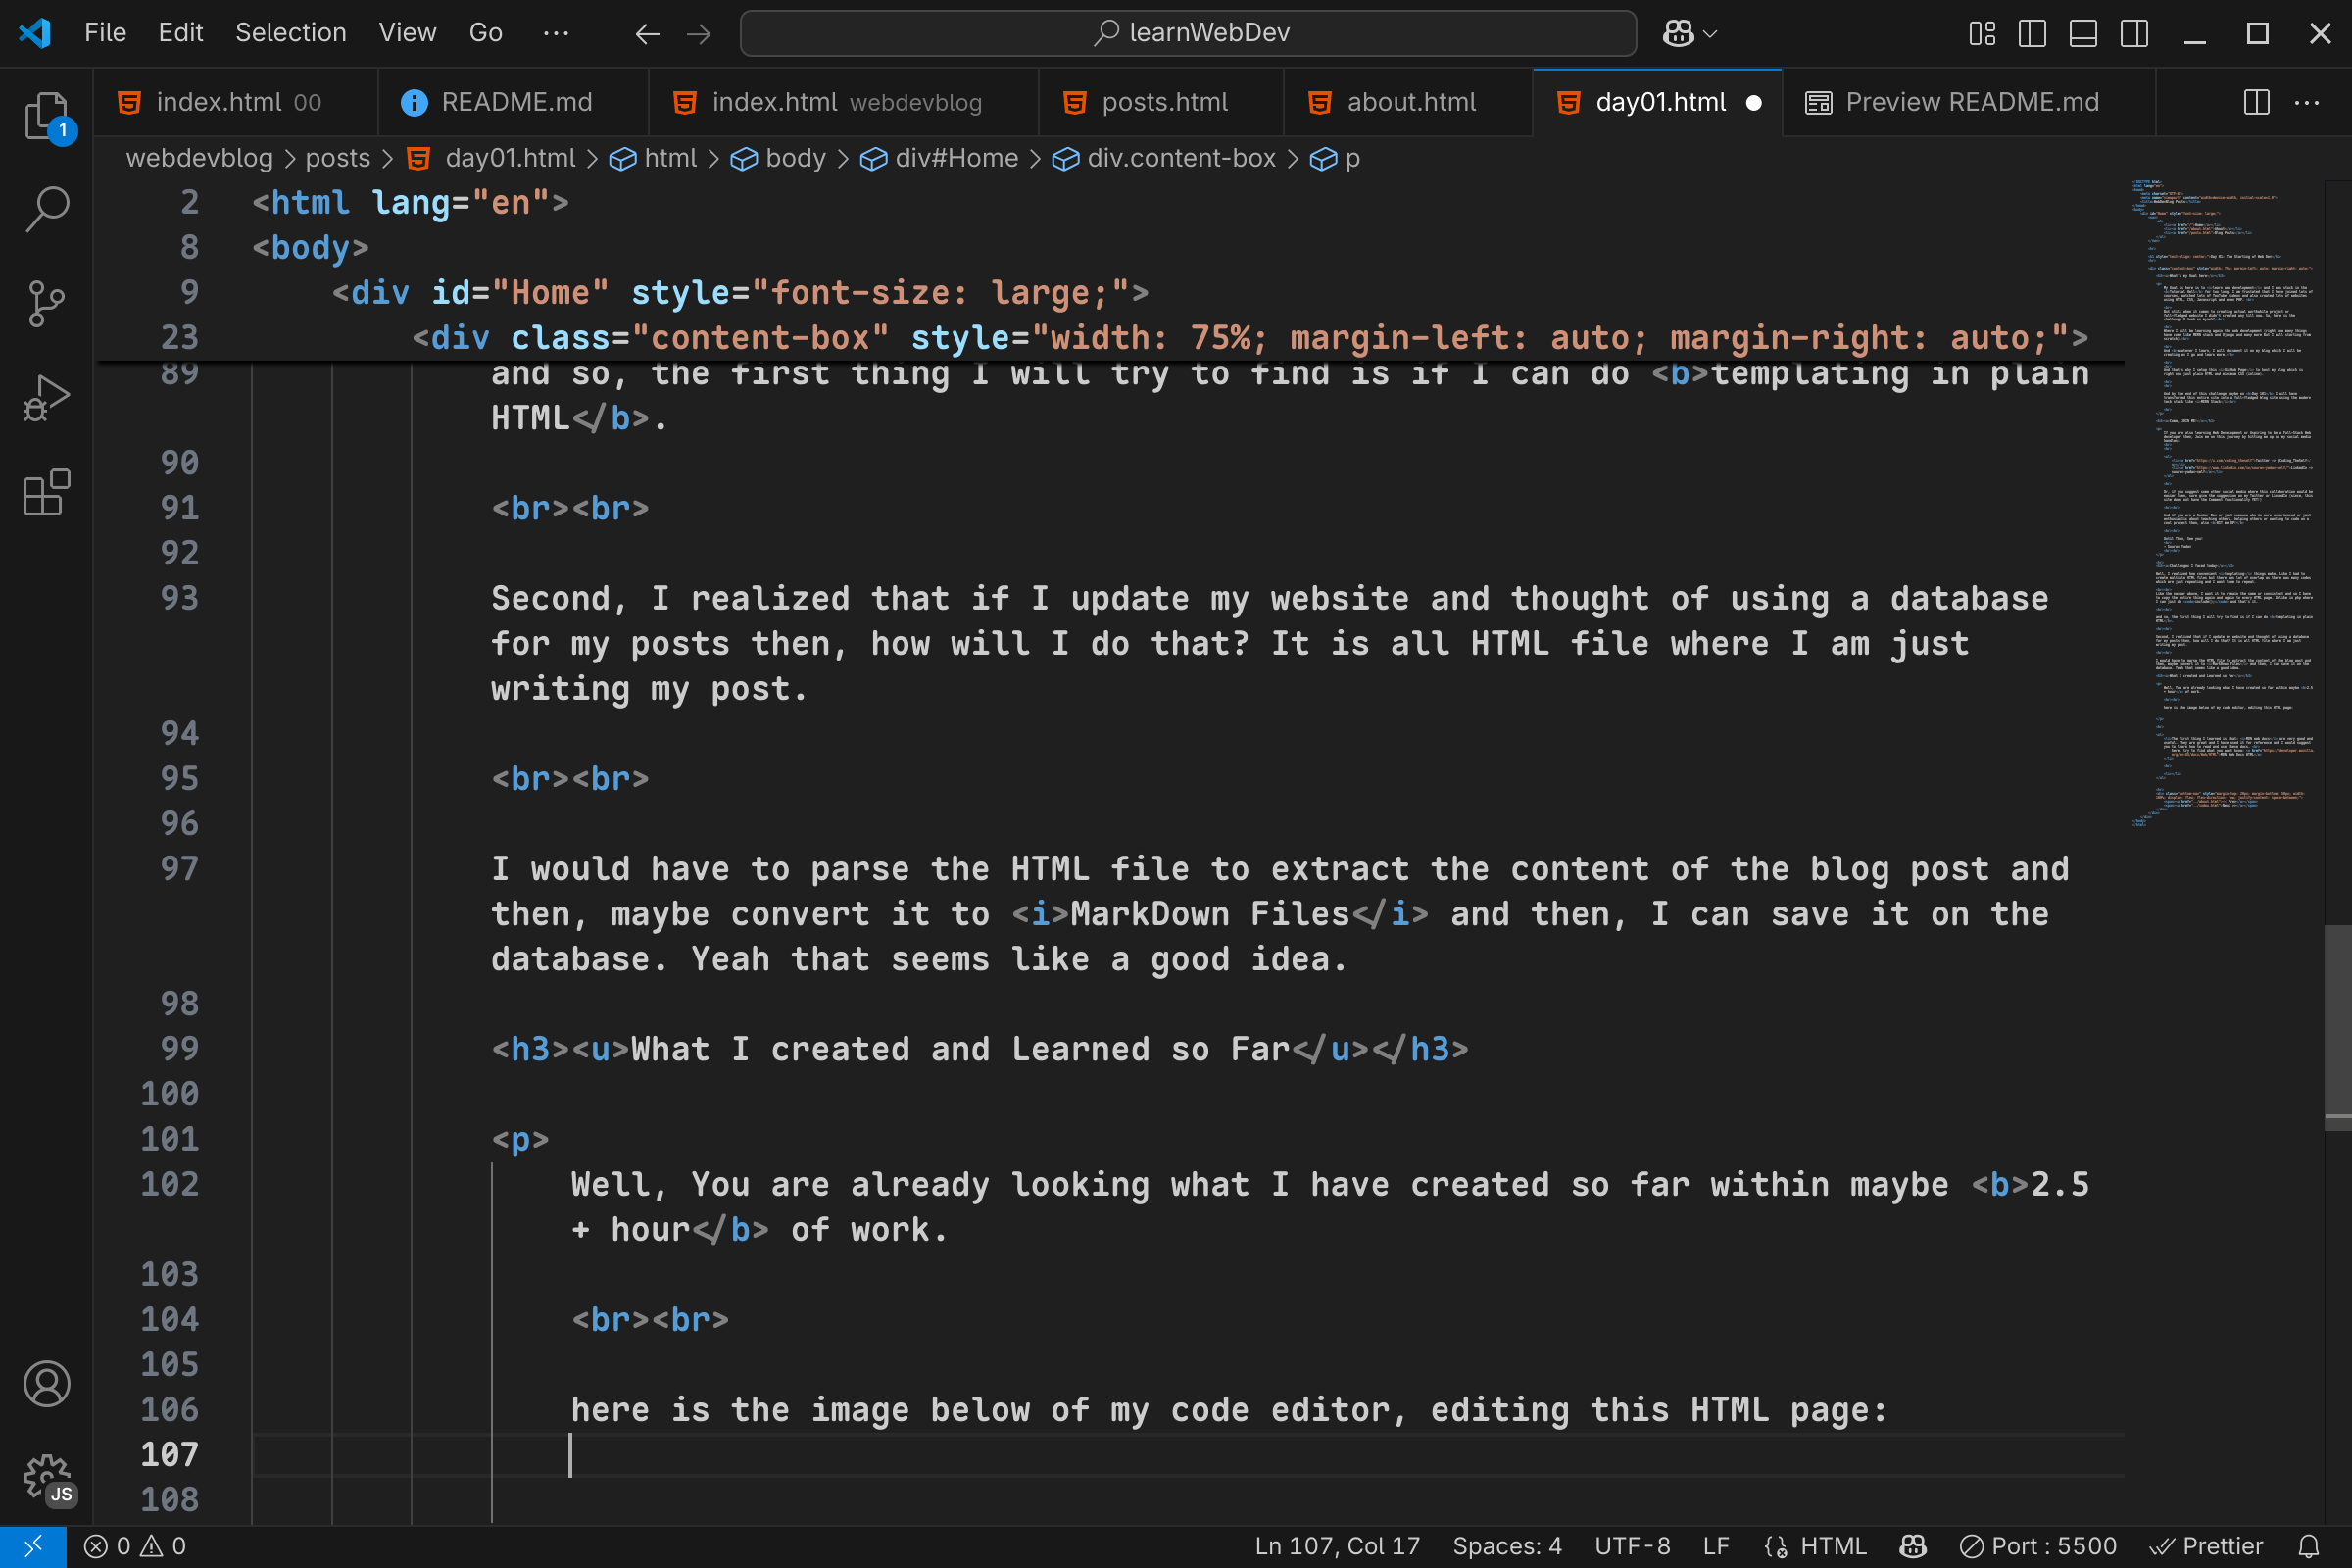 File Edit Selection View Go ··· learnWebDev
index.html 00 README.md index.html webdevblog posts.html about.html day01.html Preview README.md
webdevblog > posts > day01.html > html > body > div#Home > div.content-box > p
1
2 <html lang="en">
8 <body>
9 <div id="Home" style="font-size: large;">
23 <div class="content-box" style="width: 75%; margin-left: auto; margin-right: auto;">
89 and so, the first thing I will try to find is if I can do <b>templating in plain
HTML</b>.
90
91 <br><br>
92
93 Second, I realized that if I update my website and thought of using a database
for my posts then, how will I do that? It is all HTML file where I am just
writing my post.
94
95 <br><br>
96
97 I would have to parse the HTML file to extract the content of the blog post and
then, maybe convert it to <i>MarkDown Files</i> and then, I can save it on the
database. Yeah that seems like a good idea.
98
99 <h3><u>What I created and Learned so Far</u></h3>
100
101 <p>
102 Well, You are already looking what I have created so far within maybe <b>2.5
+ hour</b> of work.
103
104 <br><br>
105
106 here is the image below of my code editor, editing this HTML page:
107
108
JS
0 0 Ln 107, Col 17 Spaces: 4 UTF-8 LF HTML Port : 5500 Prettier